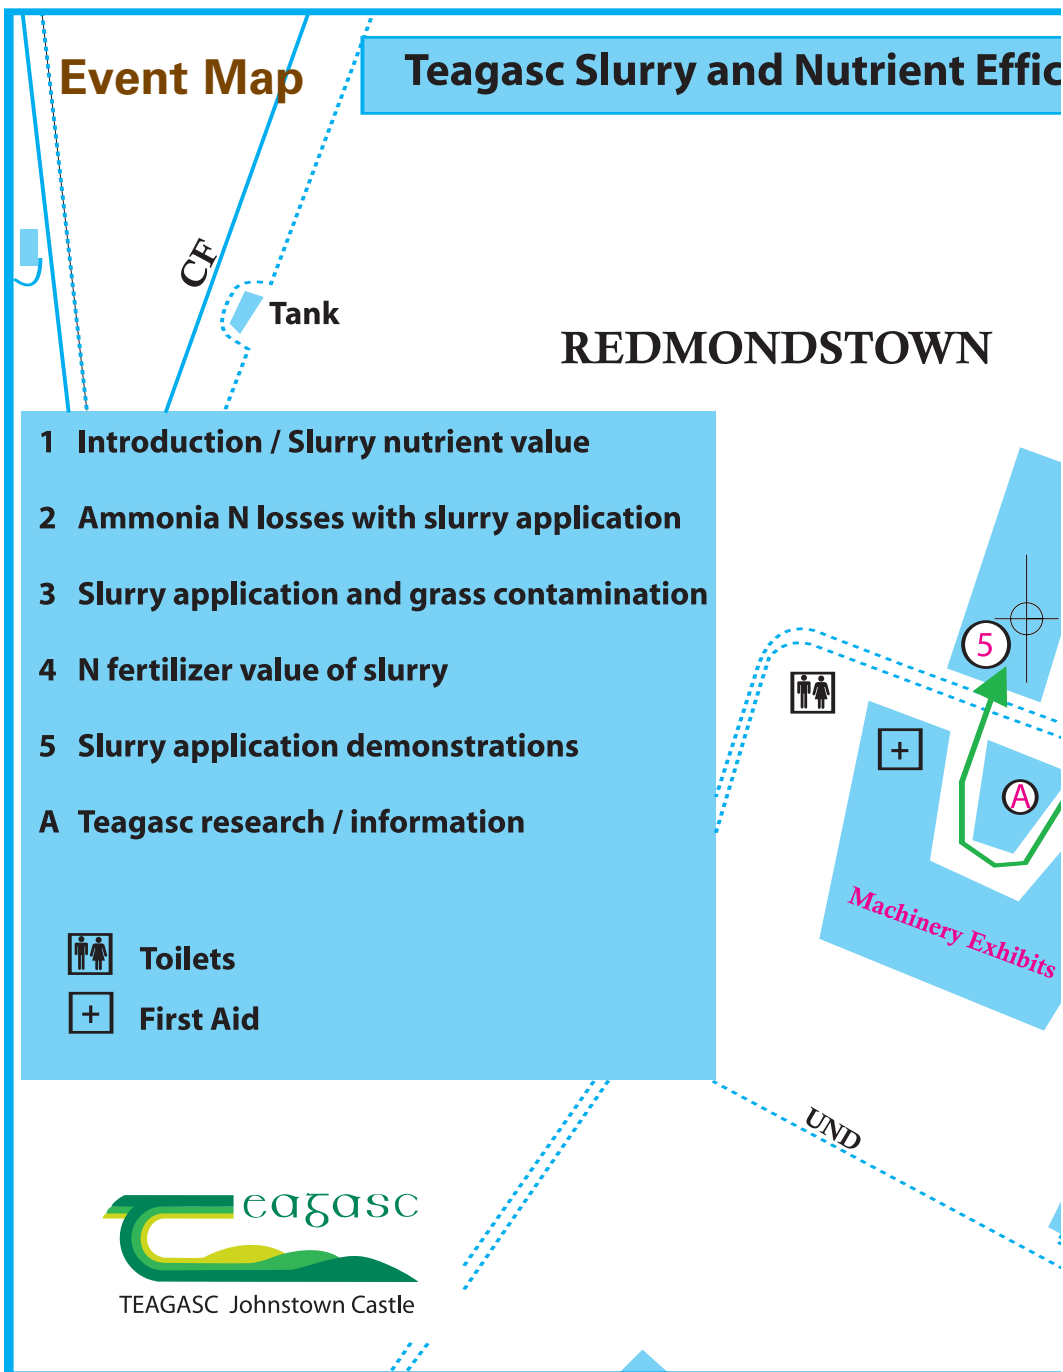 Event Map
Teagasc Slurry and Nutrient Effic
CF
Tank
REDMONDSTOWN
1 Introduction / Slurry nutrient value
2 Ammonia N losses with slurry application
3 Slurry application and grass contamination
4 N fertilizer value of slurry
5 Slurry application demonstrations
A Teagasc research / information
Toilets
+ First Aid
5
+
A
Machinery Exhibits
UND
eagasc
TEAGASC Johnstown Castle